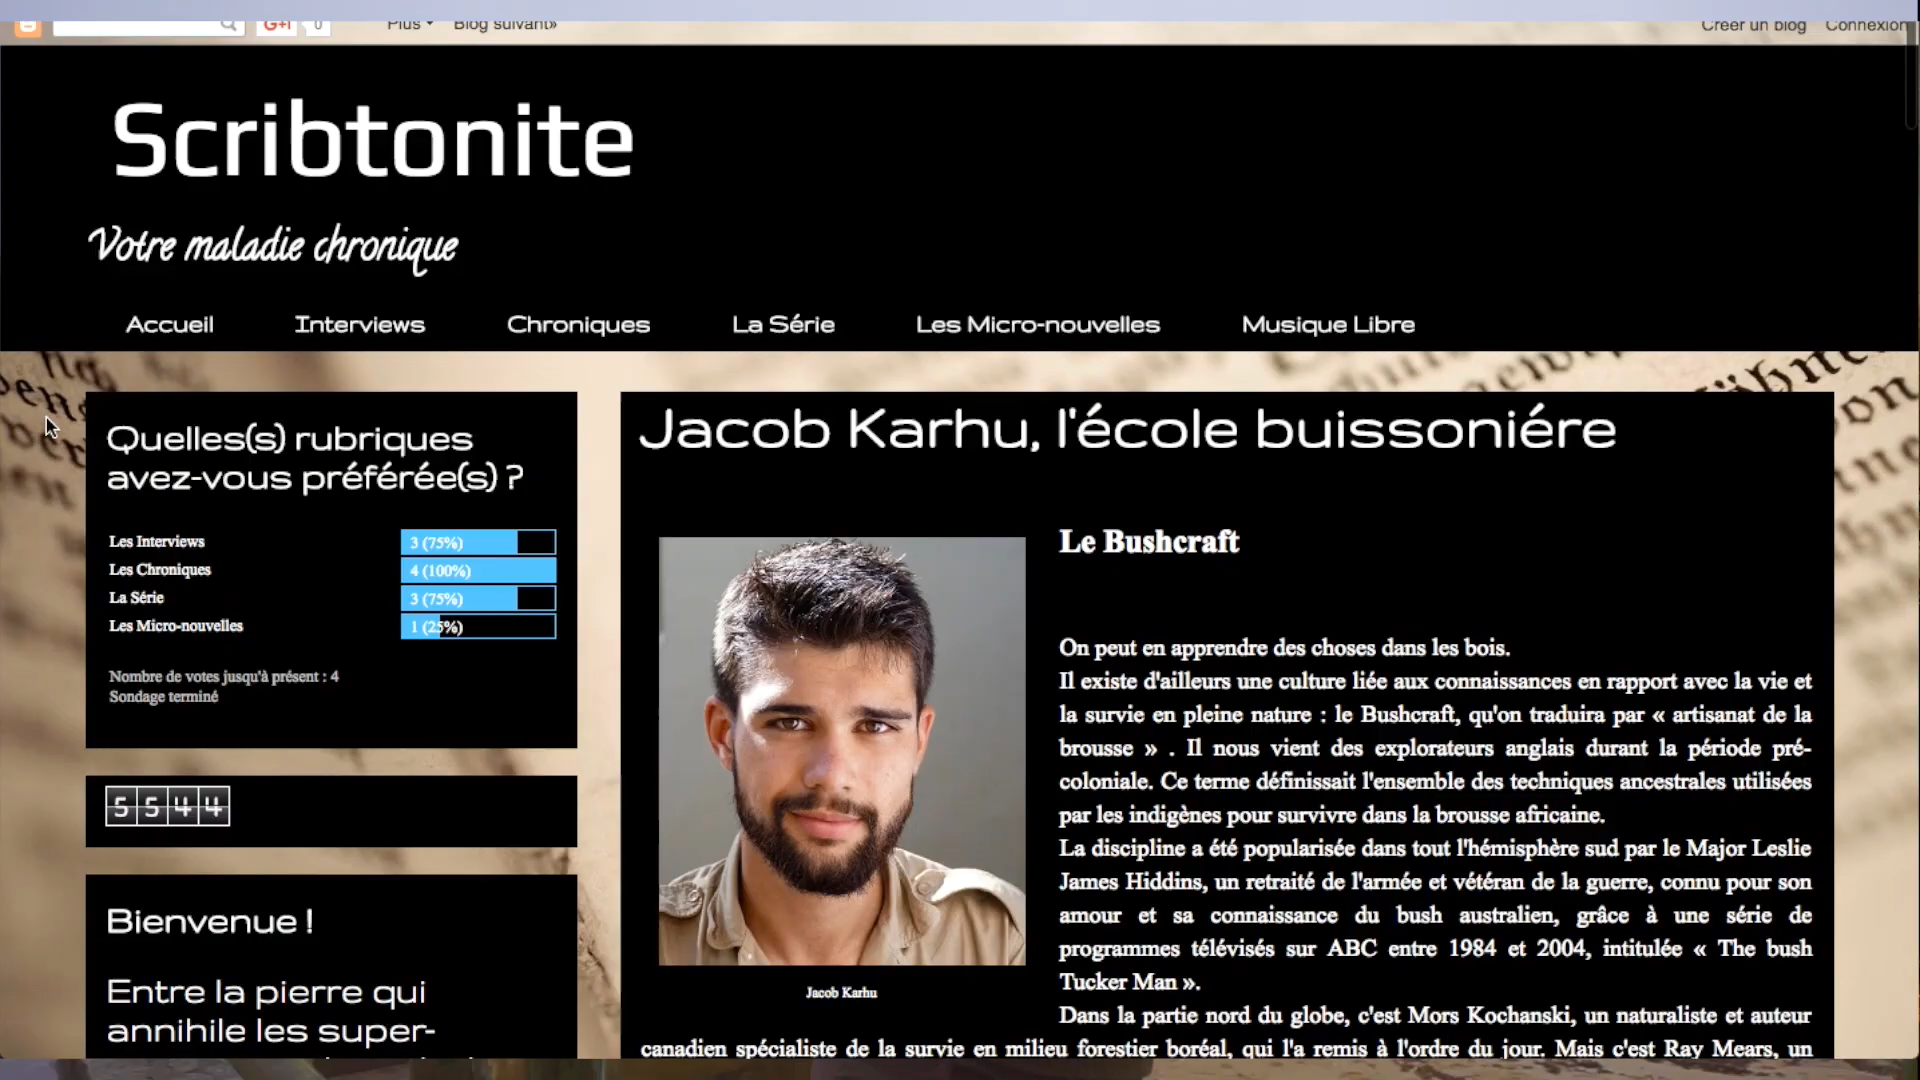 G+1 0 Plus Blog suivant» Créer un blog Connexion
Scribtonite
Votre maladie chronique
Accueil Interviews Chroniques La Série Les Micro-nouvelles Musique Libre
Quelles(s) rubriques
avez-vous préférée(s) ?
Les Interviews 3 (75%)
Les Chroniques 4 (100%)
La Série 3 (75%)
Les Micro-nouvelles 1 (25%)
Nombre de votes jusqu'à présent : 4
Sondage terminé
5544
Bienvenue !
Entre la pierre qui
annihile les super-
Jacob Karhu, l'école buissoniére
Jacob Karhu
Le Bushcraft
On peut en apprendre des choses dans les bois.
Il existe d'ailleurs une culture liée aux connaissances en rapport avec la vie et
la survie en pleine nature : le Bushcraft, qu'on traduira par « artisanat de la
brousse » . Il nous vient des explorateurs anglais durant la période pré-
coloniale. Ce terme définissait l'ensemble des techniques ancestrales utilisées
par les indigènes pour survivre dans la brousse africaine.
La discipline a été popularisée dans tout l'hémisphère sud par le Major Leslie
James Hiddins, un retraité de l'armée et vétéran de la guerre, connu pour son
amour et sa connaissance du bush australien, grâce à une série de
programmes télévisés sur ABC entre 1984 et 2004, intitulée « The bush
Tucker Man ».
Dans la partie nord du globe, c'est Mors Kochanski, un naturaliste et auteur
canadien spécialiste de la survie en milieu forestier boréal, qui l'a remis à l'ordre du jour. Mais c'est Ray Mears, un